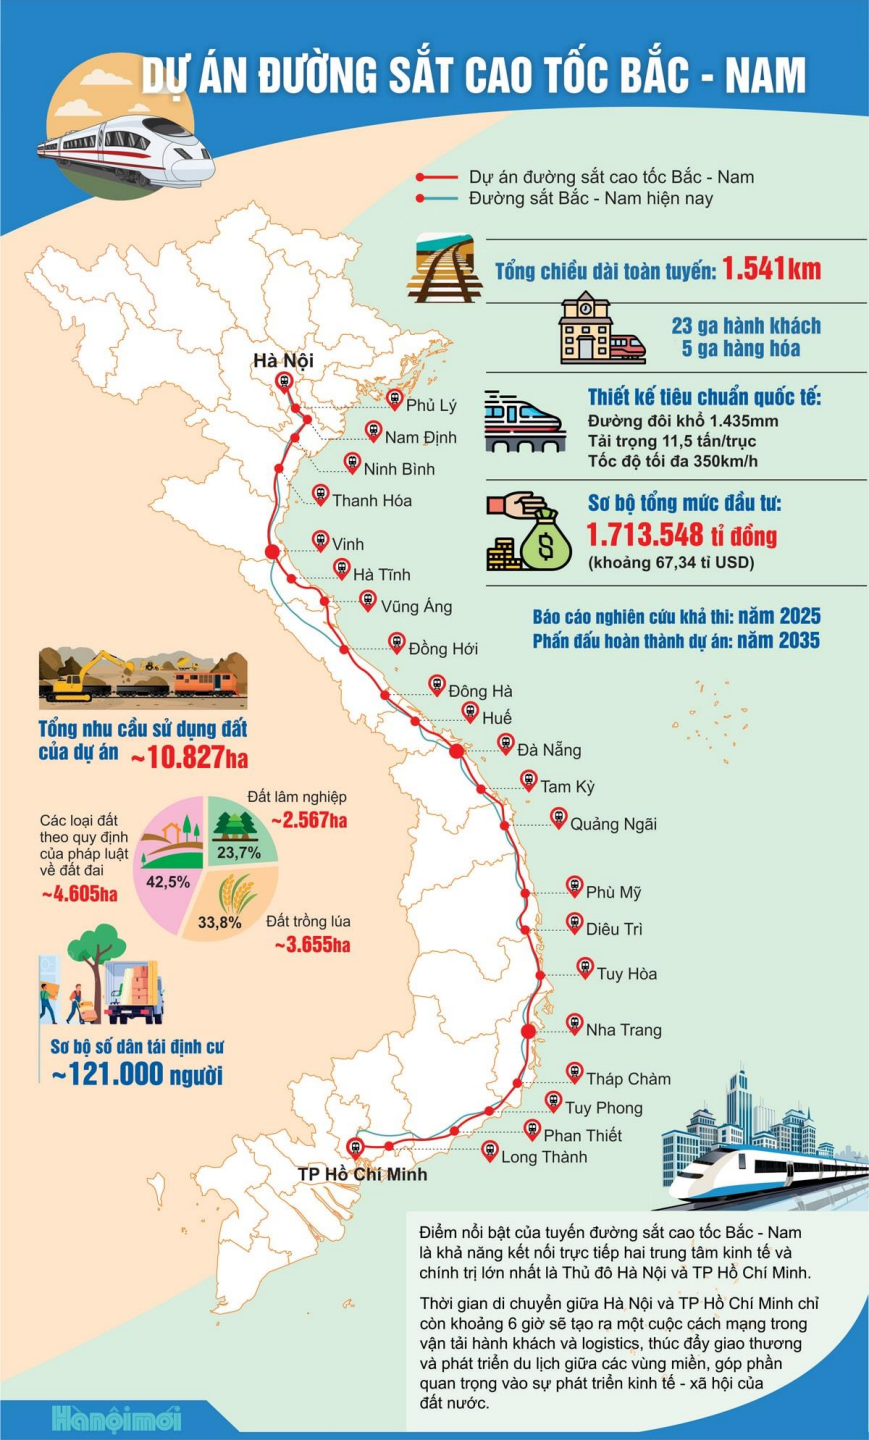 DỰ ÁN ĐƯỜNG SẮT CAO TỐC BẮC - NAM
Dự án đường sắt cao tốc Bắc - Nam
Đường sắt Bắc - Nam hiện nay
Tổng chiều dài toàn tuyến: 1.541km
23 ga hành khách
5 ga hàng hóa
Thiết kế tiêu chuẩn quốc tế:
Đường đôi khổ 1.435mm
Tải trọng 11,5 tấn/trục
Tốc độ tối đa 350km/h
Sơ bộ tổng mức đầu tư:
1.713.548 tỉ đồng
(khoảng 67,34 tỉ USD)
Báo cáo nghiên cứu khả thi: năm 2025
Phấn đấu hoàn thành dự án: năm 2035
Hà Nội
Phủ Lý
Nam Định
Ninh Bình
Thanh Hóa
Vinh
Hà Tĩnh
Vũng Áng
Đồng Hới
Đông Hà
Huế
Đà Nẵng
Tam Kỳ
Quảng Ngãi
Phù Mỹ
Diêu Trì
Tuy Hòa
Nha Trang
Tháp Chàm
Tuy Phong
Phan Thiết
Long Thành
TP Hồ Chí Minh
Tổng nhu cầu sử dụng đất
của dự án ~10.827ha
Đất lâm nghiệp
~2.567ha
23,7%
Các loại đất
theo quy định
của pháp luật
về đất đai
~4.605ha
42,5%
33,8%
Đất trồng lúa
~3.655ha
Sơ bộ số dân tái định cư
~121.000 người
Điểm nổi bật của tuyến đường sắt cao tốc Bắc - Nam
là khả năng kết nối trực tiếp hai trung tâm kinh tế và
chính trị lớn nhất là Thủ đô Hà Nội và TP Hồ Chí Minh.
Thời gian di chuyển giữa Hà Nội và TP Hồ Chí Minh chỉ
còn khoảng 6 giờ sẽ tạo ra một cuộc cách mạng trong
vận tải hành khách và logistics, thúc đẩy giao thương
và phát triển du lịch giữa các vùng miền, góp phần
quan trọng vào sự phát triển kinh tế - xã hội của
đất nước.
Hànộimới